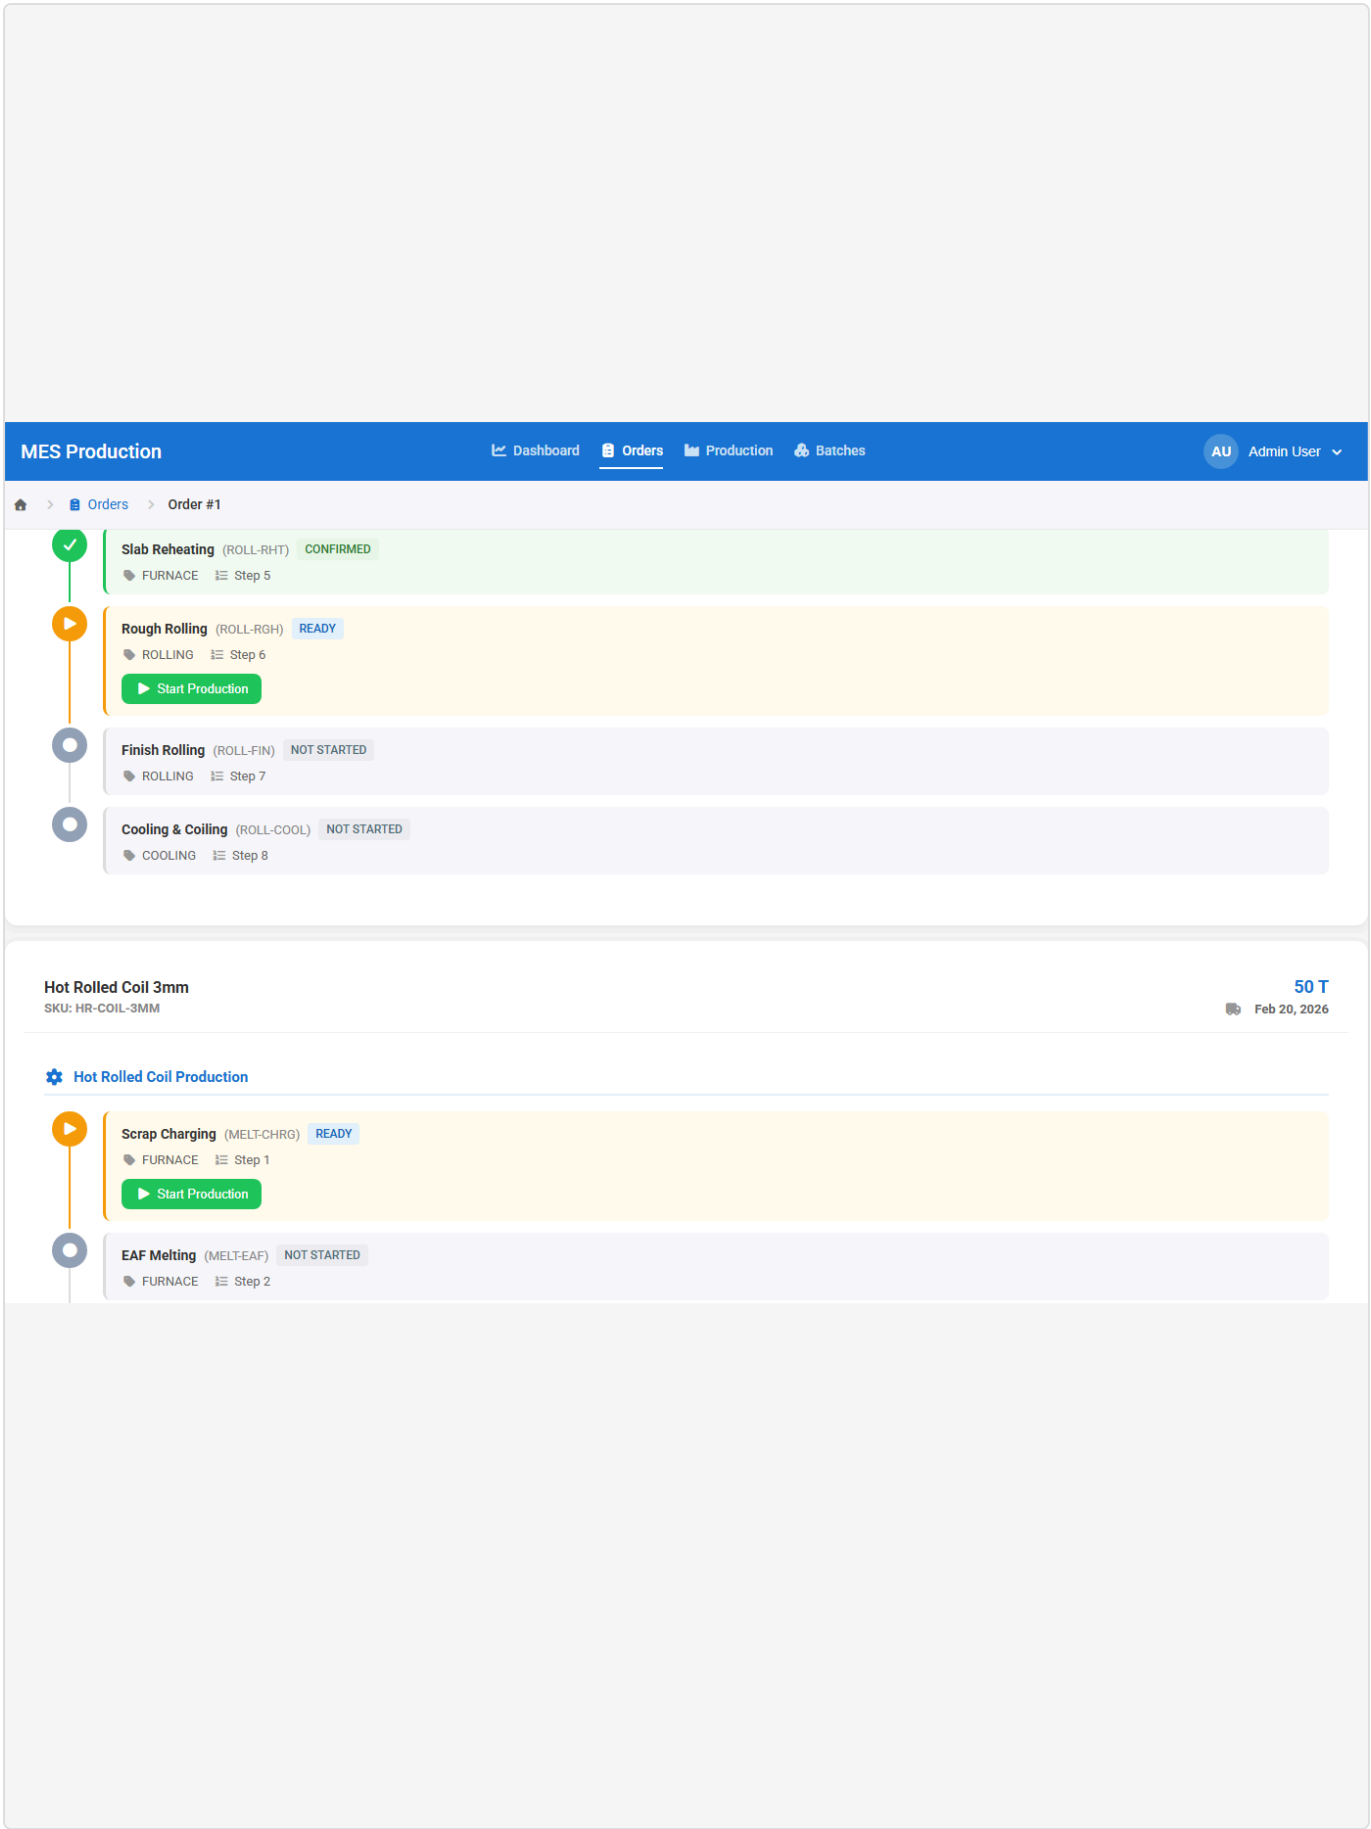 MES Production Dashboard Orders Production Batches AU Admin User
Orders Order #1
Slab Reheating (ROLL-RHT) CONFIRMED
FURNACE Step 5
Rough Rolling (ROLL-RGH) READY
ROLLING Step 6
Start Production
Finish Rolling (ROLL-FIN) NOT STARTED
ROLLING Step 7
Cooling & Coiling (ROLL-COOL) NOT STARTED
COOLING Step 8
Hot Rolled Coil 3mm 50 T
SKU: HR-COIL-3MM Feb 20, 2026
Hot Rolled Coil Production
Scrap Charging (MELT-CHRG) READY
FURNACE Step 1
Start Production
EAF Melting (MELT-EAF) NOT STARTED
FURNACE Step 2